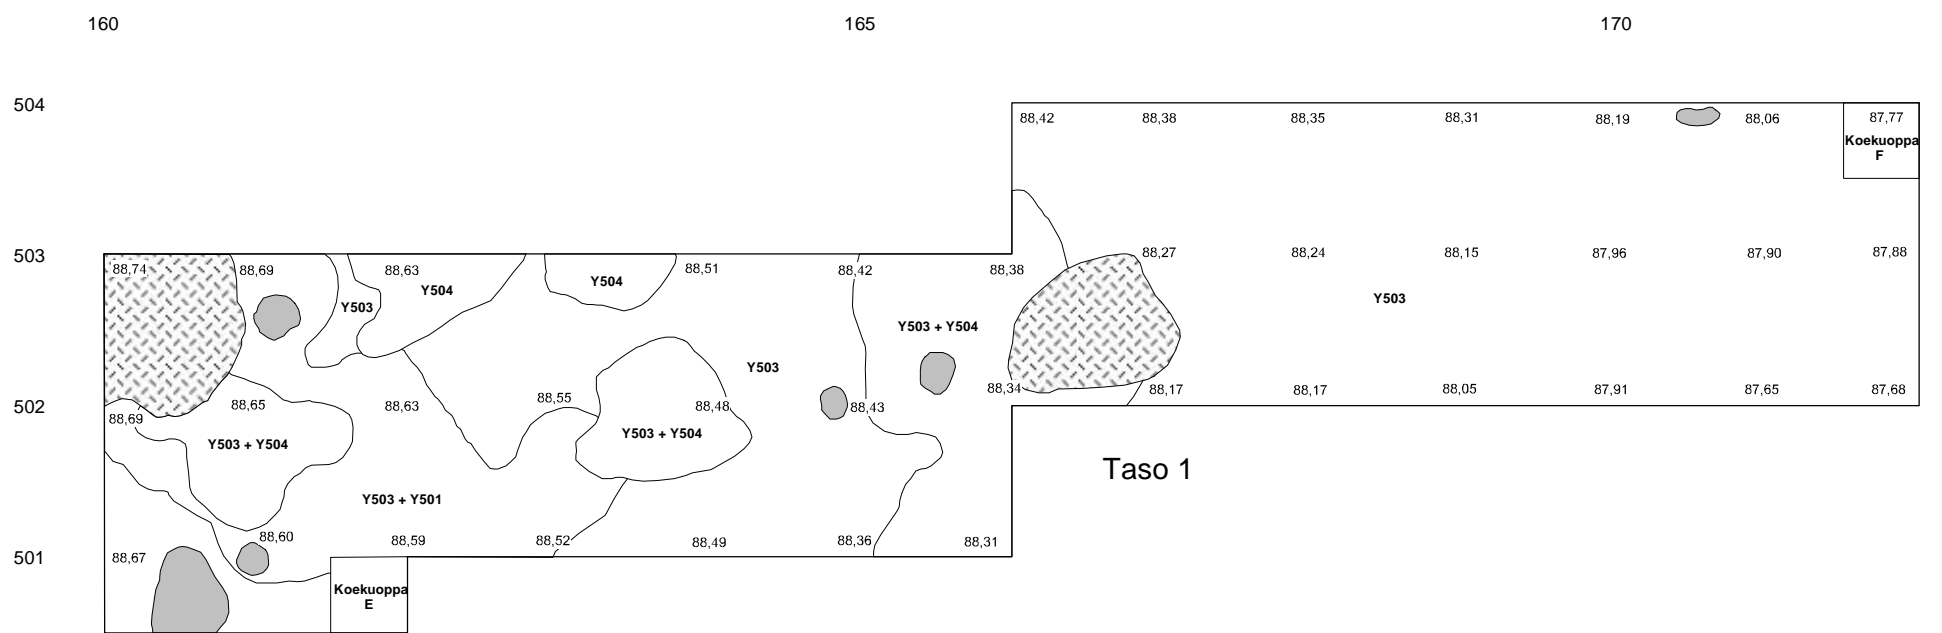 160 165 170
504
88,42 88,38 88,35 88,31 88,19 88,06 87,77
Koekuoppa
F
503
88,27 88,24 88,15 87,96 87,90 87,88
88,74 88,69 88,63 88,51 88,42 88,38
Y504
Y504
Y503
Y503
Y503 + Y504
Y503
88,34 88,17 88,17 88,05 87,91 87,65 87,68
502
88,65 88,63 88,55 88,48 88,43
88,69
Y503 + Y504
Y503 + Y504
Taso 1
Y503 + Y501
88,60 88,59 88,52 88,49 88,36 88,31
501
88,67
Koekuoppa
E